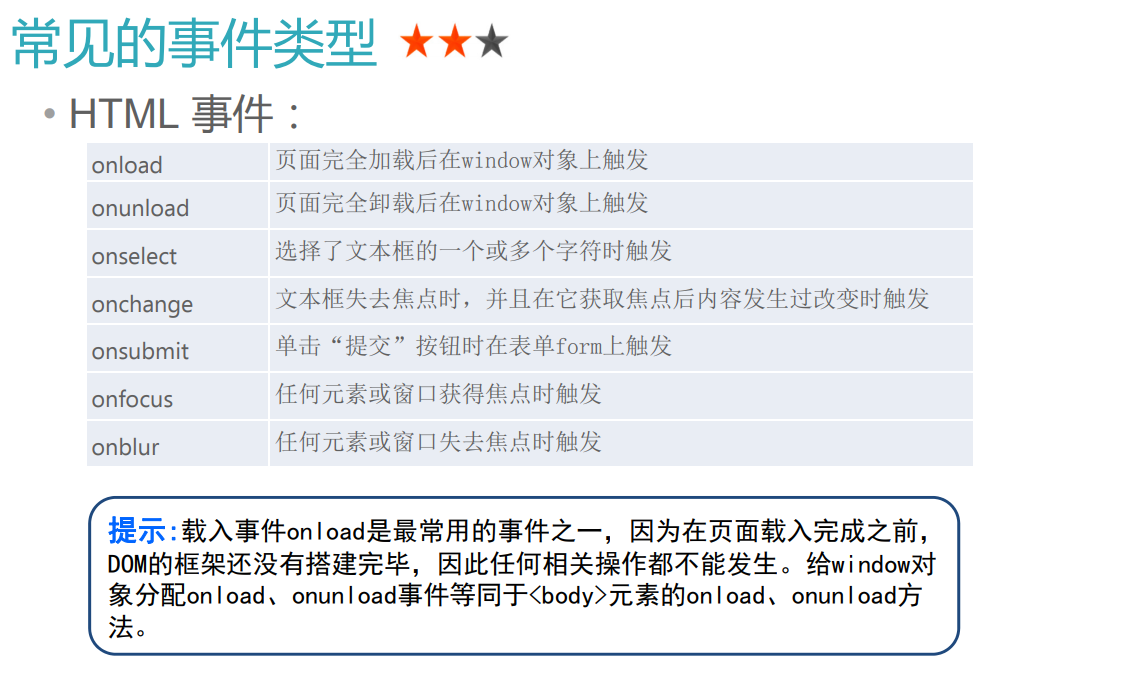 常见的事件类型
• HTML 事件：
onload 页面完全加载后在window对象上触发
onunload 页面完全卸载后在window对象上触发
onselect 选择了文本框的一个或多个字符时触发
onchange 文本框失去焦点时，并且在它获取焦点后内容发生过改变时触发
onsubmit 单击“提交”按钮时在表单form上触发
onfocus 任何元素或窗口获得焦点时触发
onblur 任何元素或窗口失去焦点时触发
提示:载入事件onload是最常用的事件之一，因为在页面载入完成之前，
DOM的框架还没有搭建完毕，因此任何相关操作都不能发生。给window对
象分配onload、onunload事件等同于<body>元素的onload、onunload方
法。